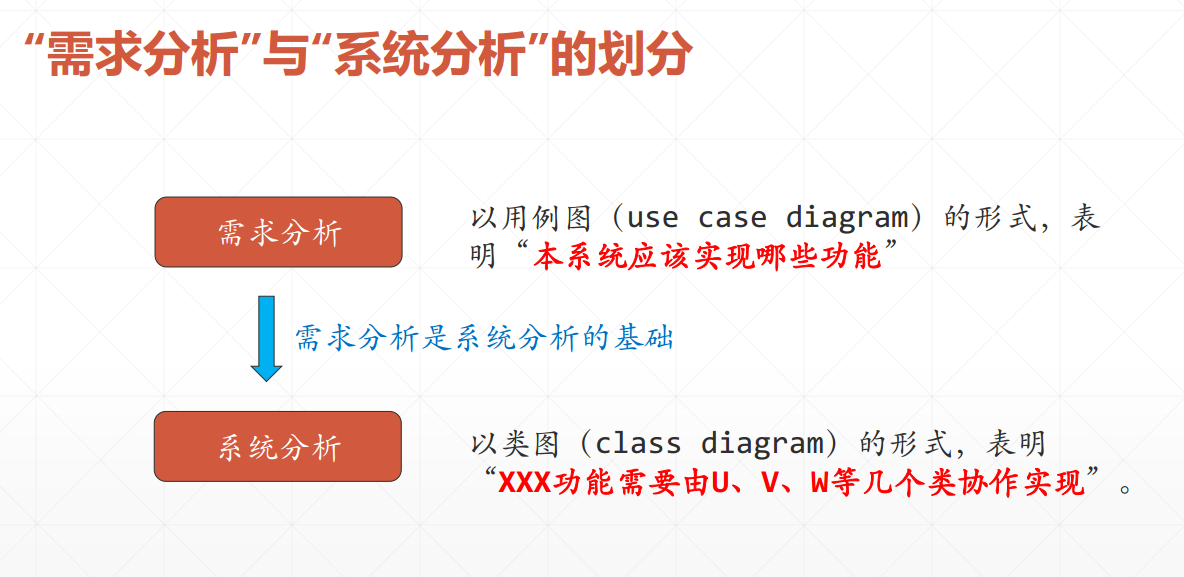 “需求分析”与“系统分析”的划分
需求分析
以用例图（use case diagram）的形式，表
明“本系统应该实现哪些功能”
需求分析是系统分析的基础
系统分析
以类图（class diagram）的形式，表明
“XXX功能需要由U、V、W等几个类协作实现”。